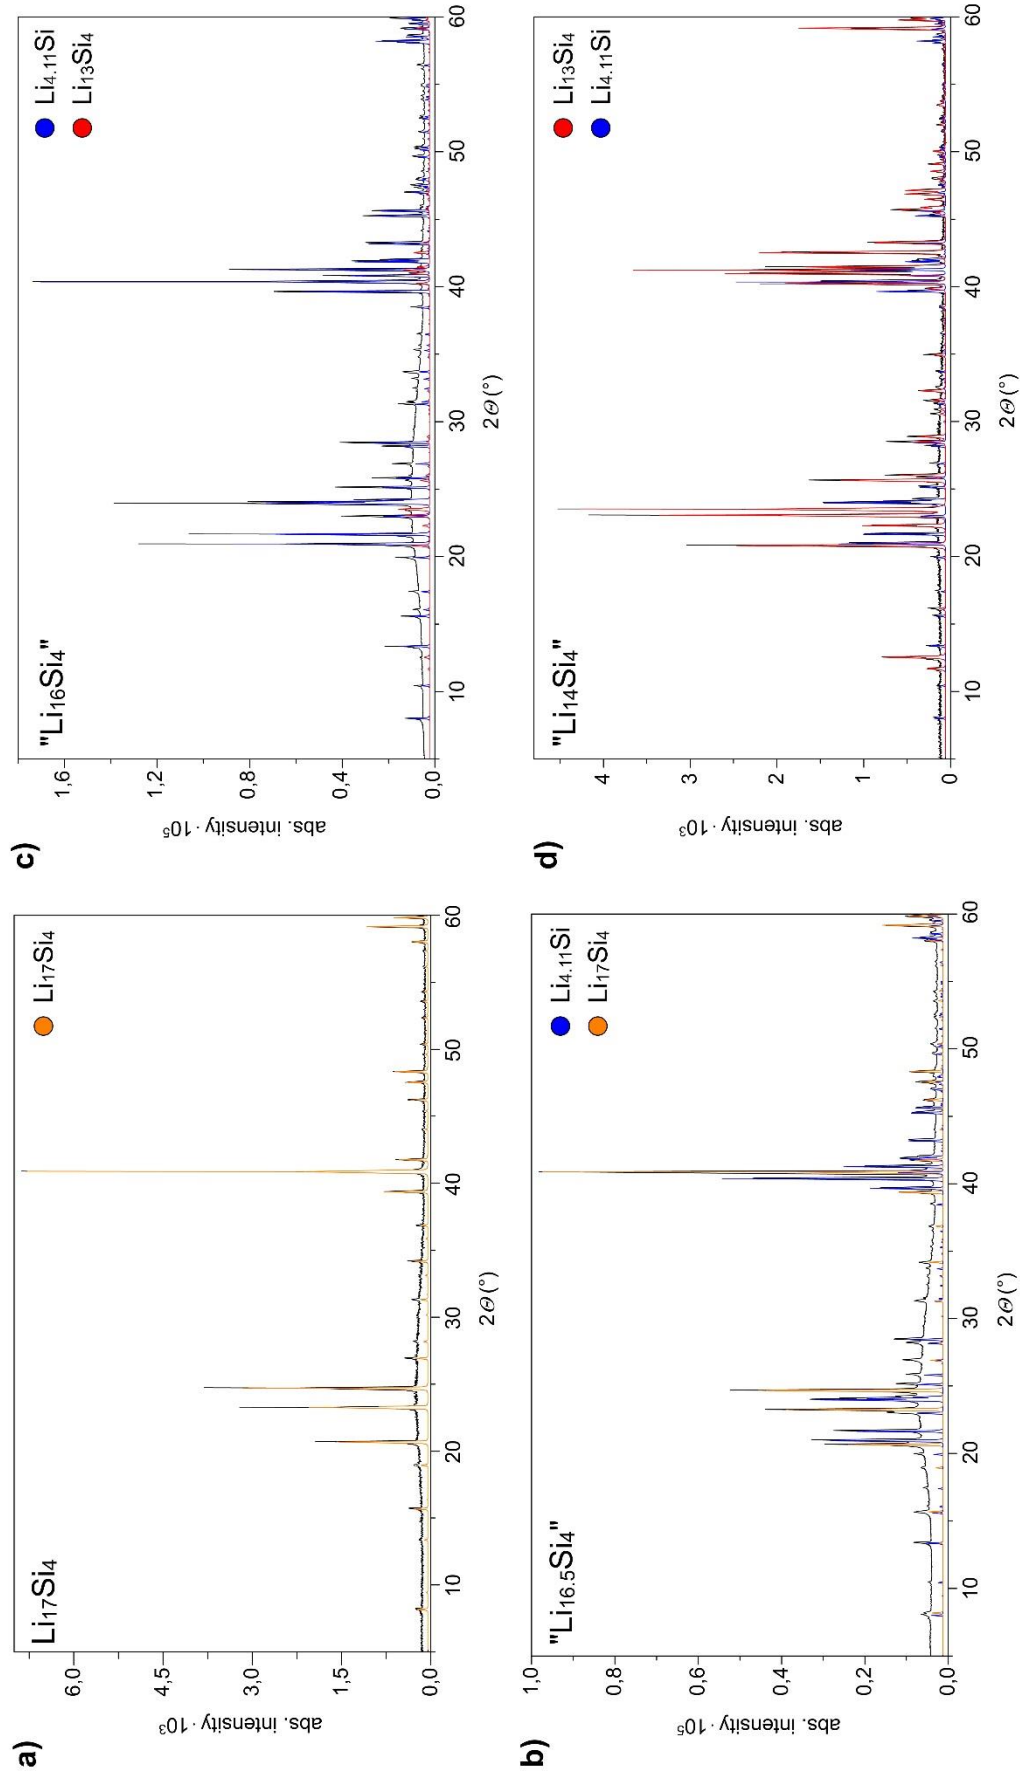 a)
Li17Si4
Li17Si4
abs. intensity · 10³
6,0
4,5
3,0
1,5
0,0
10
20
30
40
50
60
2Θ (°)
b)
"Li16.5Si4"
Li4.11Si
Li17Si4
abs. intensity · 10⁵
1,0
0,8
0,6
0,4
0,2
0,0
10
20
30
40
50
60
2Θ (°)
c)
"Li16Si4"
Li4.11Si
Li13Si4
abs. intensity · 10⁵
1,6
1,2
0,8
0,4
0,0
10
20
30
40
50
60
2Θ (°)
d)
"Li14Si4"
Li13Si4
Li4.11Si
abs. intensity · 10³
4
3
2
1
0
10
20
30
40
50
60
2Θ (°)